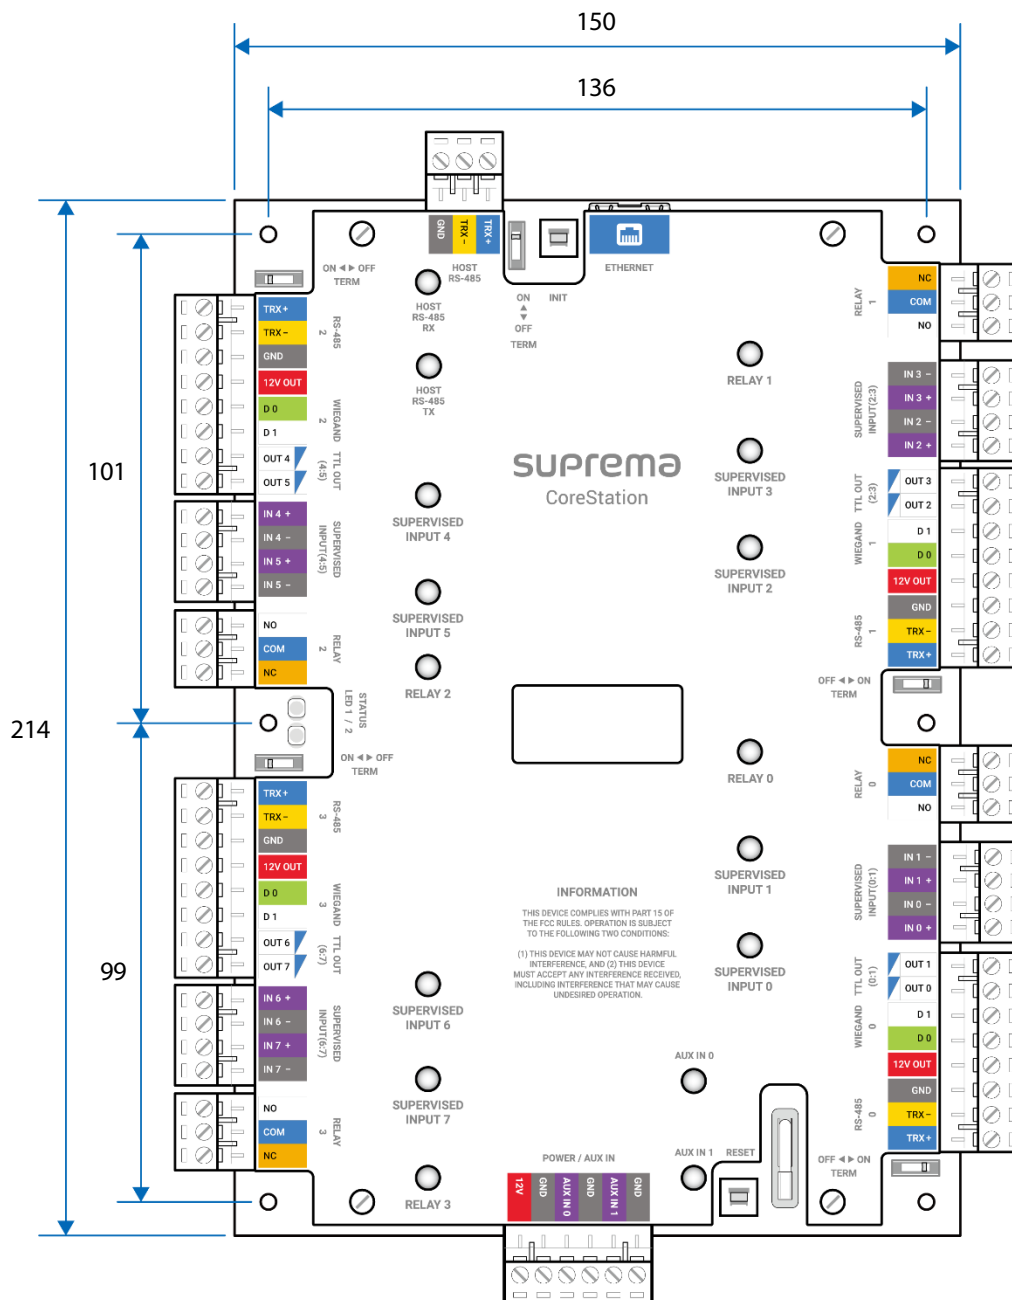 150
136
GND
TRX −
TRX +
HOST
RS-485
ON ◀ ▶ OFF
TERM
HOST
RS-485
RX
HOST
RS-485
TX
ON
▲
▼
OFF
TERM
INIT
ETHERNET
TRX +
TRX −
GND
12V OUT
D 0
D 1
OUT 4
OUT 5
RS-485
2
WIEGAND
2
TTL OUT
(4:5)
IN 4 +
IN 4 −
IN 5 +
IN 5 −
SUPERVISED
INPUT(4:5)
NO
COM
NC
RELAY
2
101
214
99
SUPERVISED
INPUT 4
SUPERVISED
INPUT 5
RELAY 2
STATUS
LED 1 / 2
ON ◀ ▶ OFF
TERM
suprema
CoreStation
RELAY 1
SUPERVISED
INPUT 3
SUPERVISED
INPUT 2
NC
COM
NO
RELAY
1
IN 3 −
IN 3 +
IN 2 −
IN 2 +
SUPERVISED
INPUT(2:3)
OUT 3
OUT 2
D 1
D 0
12V OUT
GND
TRX −
TRX +
TTL OUT
(2:3)
WIEGAND
1
RS-485
1
OFF ◀ ▶ ON
TERM
TRX +
TRX −
GND
12V OUT
D 0
D 1
OUT 6
OUT 7
RS-485
3
WIEGAND
3
TTL OUT
(6:7)
IN 6 +
IN 6 −
IN 7 +
IN 7 −
SUPERVISED
INPUT(6:7)
NO
COM
NC
RELAY
3
SUPERVISED
INPUT 6
SUPERVISED
INPUT 7
RELAY 3
INFORMATION
THIS DEVICE COMPLIES WITH PART 15 OF
THE FCC RULES. OPERATION IS SUBJECT
TO THE FOLLOWING TWO CONDITIONS:
(1) THIS DEVICE MAY NOT CAUSE HARMFUL
INTERFERENCE, AND (2) THIS DEVICE
MUST ACCEPT ANY INTERFERENCE RECEIVED,
INCLUDING INTERFERENCE THAT MAY CAUSE
UNDESIRED OPERATION.
RELAY 0
SUPERVISED
INPUT 1
SUPERVISED
INPUT 0
NC
COM
NO
RELAY
0
IN 1 −
IN 1 +
IN 0 −
IN 0 +
SUPERVISED
INPUT(0:1)
OUT 1
OUT 0
D 1
D 0
12V OUT
GND
TRX −
TRX +
TTL OUT
(0:1)
WIEGAND
0
RS-485
0
OFF ◀ ▶ ON
TERM
AUX IN 0
AUX IN 1
RESET
POWER / AUX IN
12V
GND
AUX IN 0
GND
AUX IN 1
GND